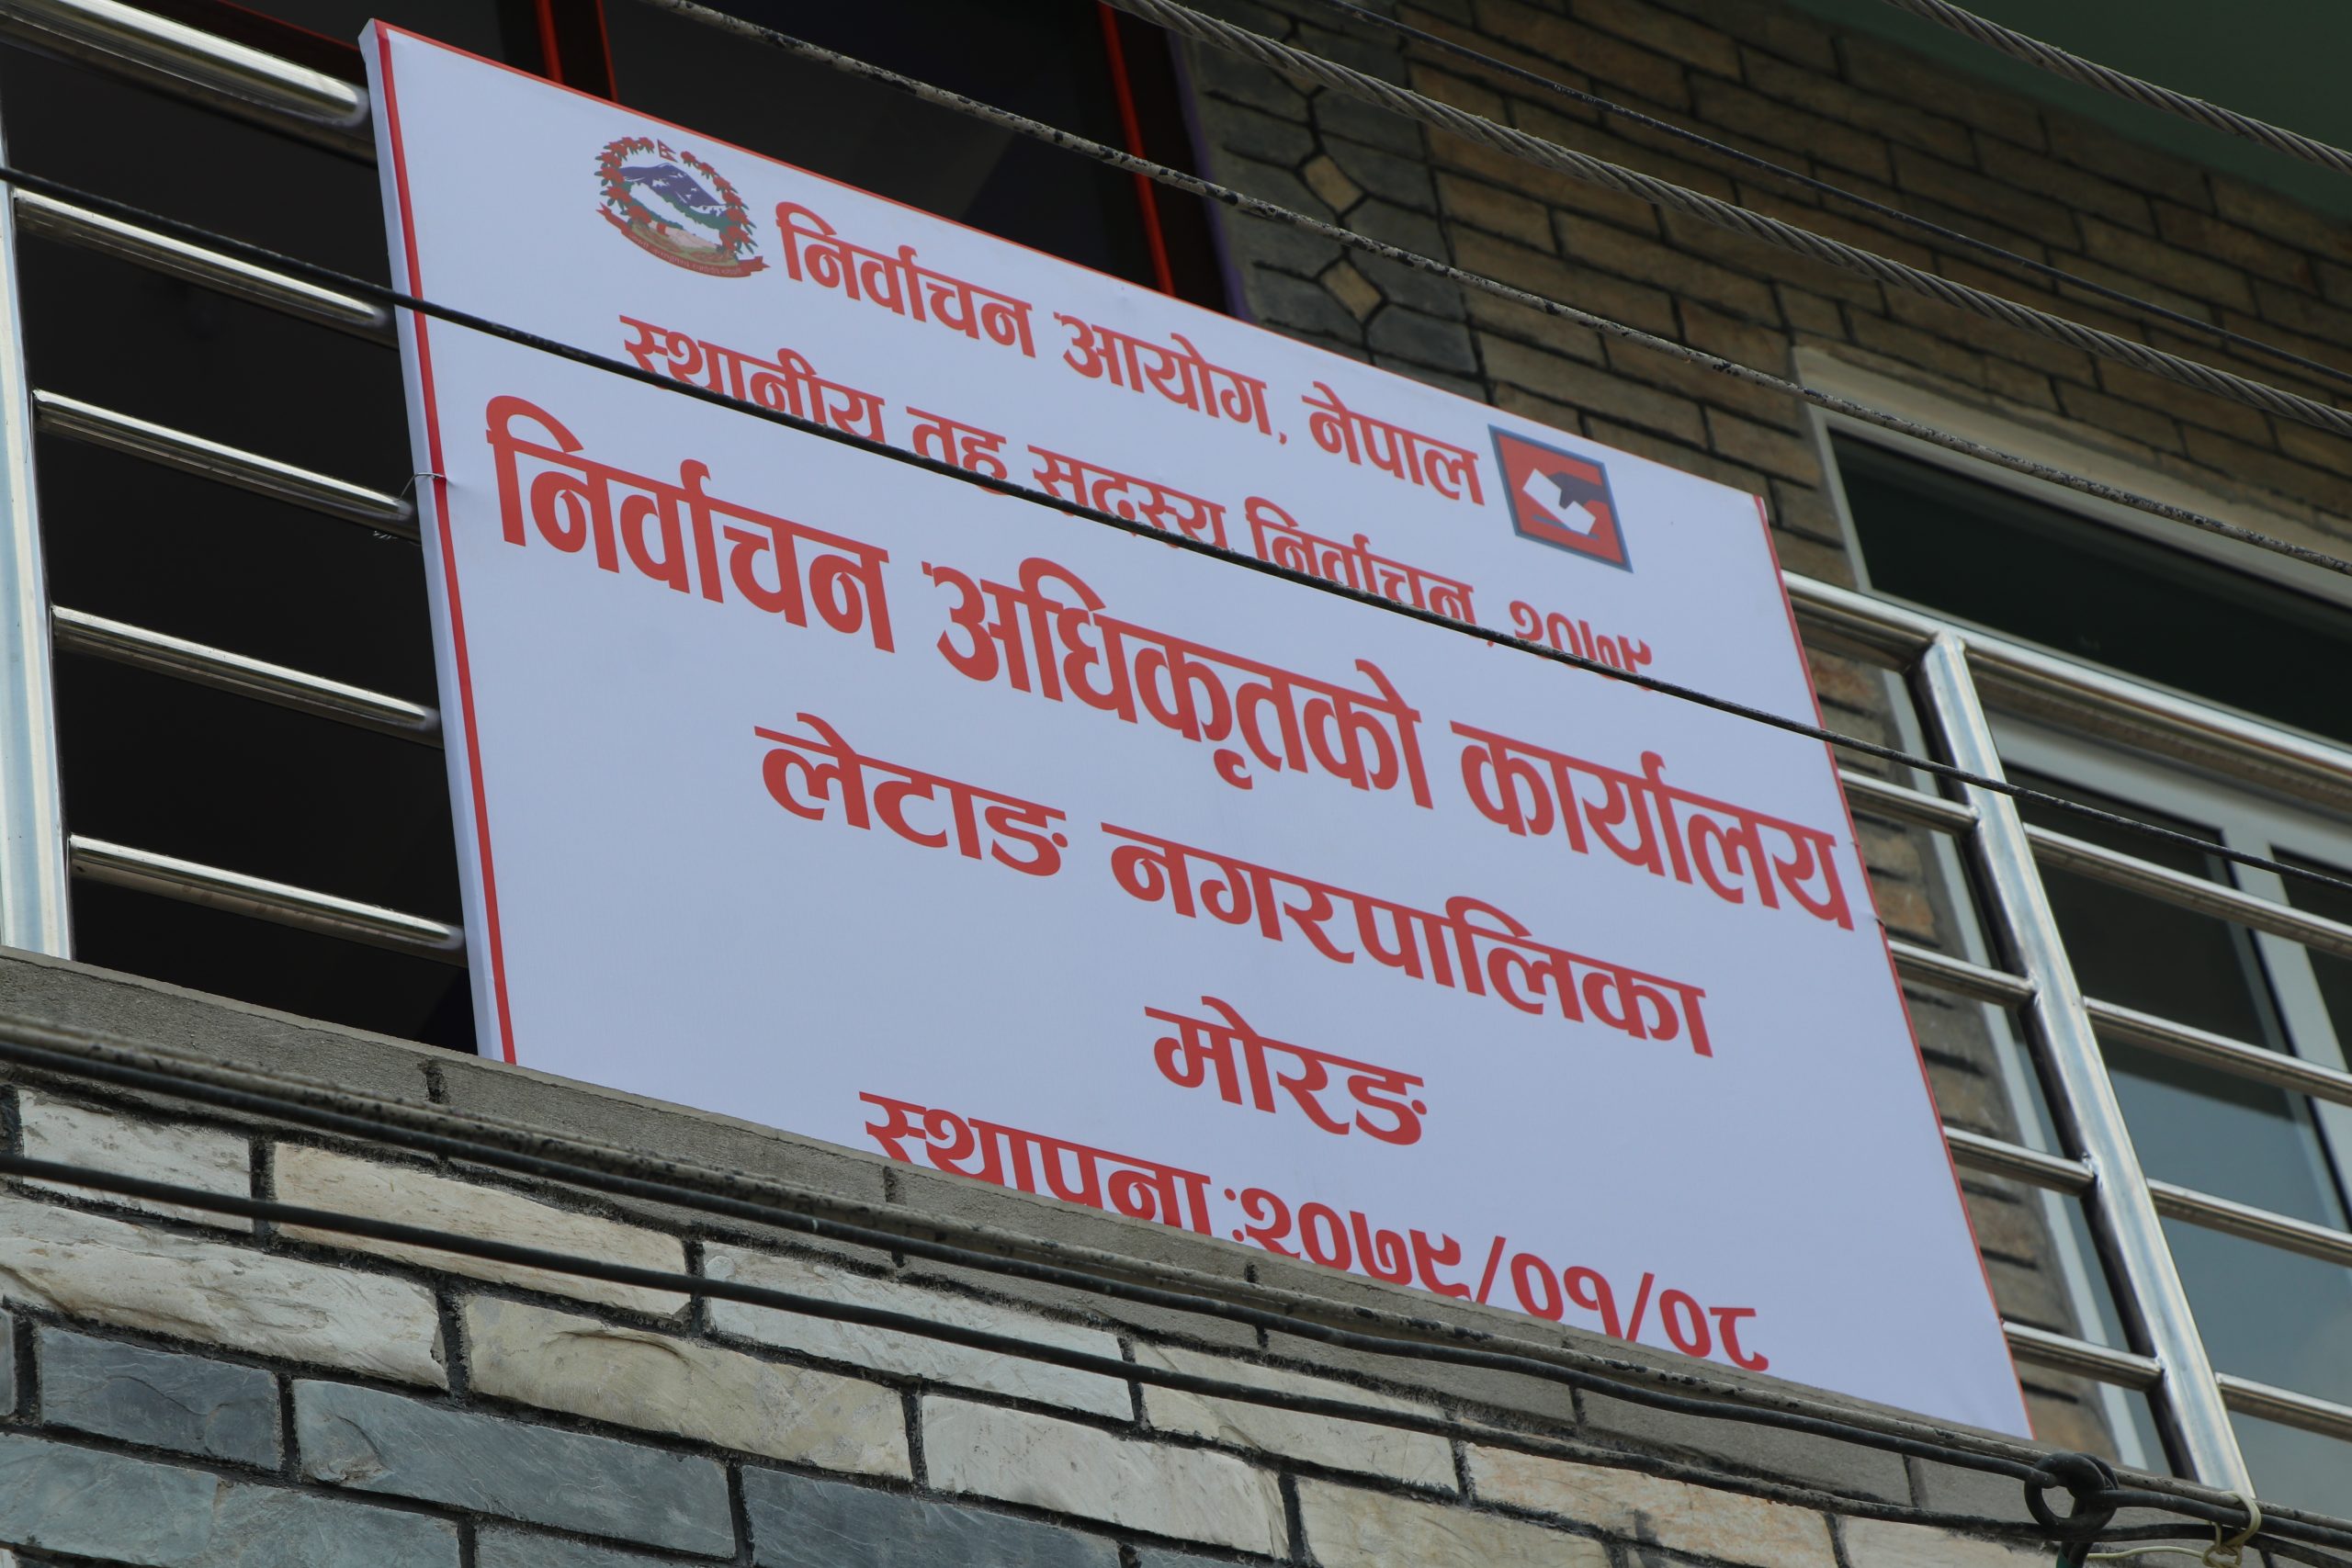 निर्वाचन आयोग, नेपाल
स्थानीय तह सदस्य निर्वाचन, २०७९
निर्वाचन अधिकृतको कार्यालय
लेटाङ नगरपालिका
मोरङ
स्थापना:२०७९/०१/०८